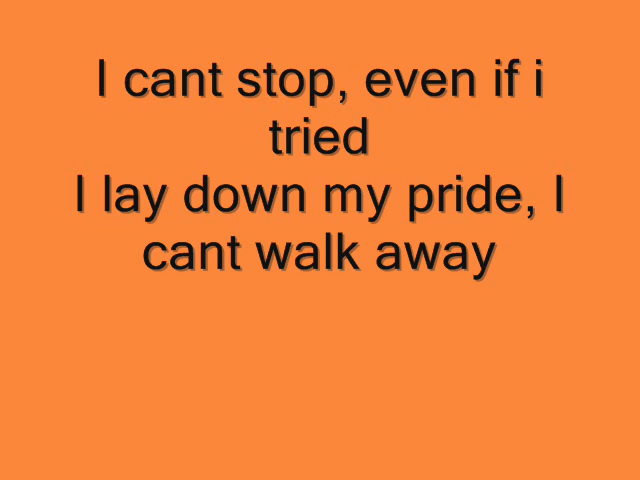 I cant stop, even if i
tried
I lay down my pride, I
cant walk away